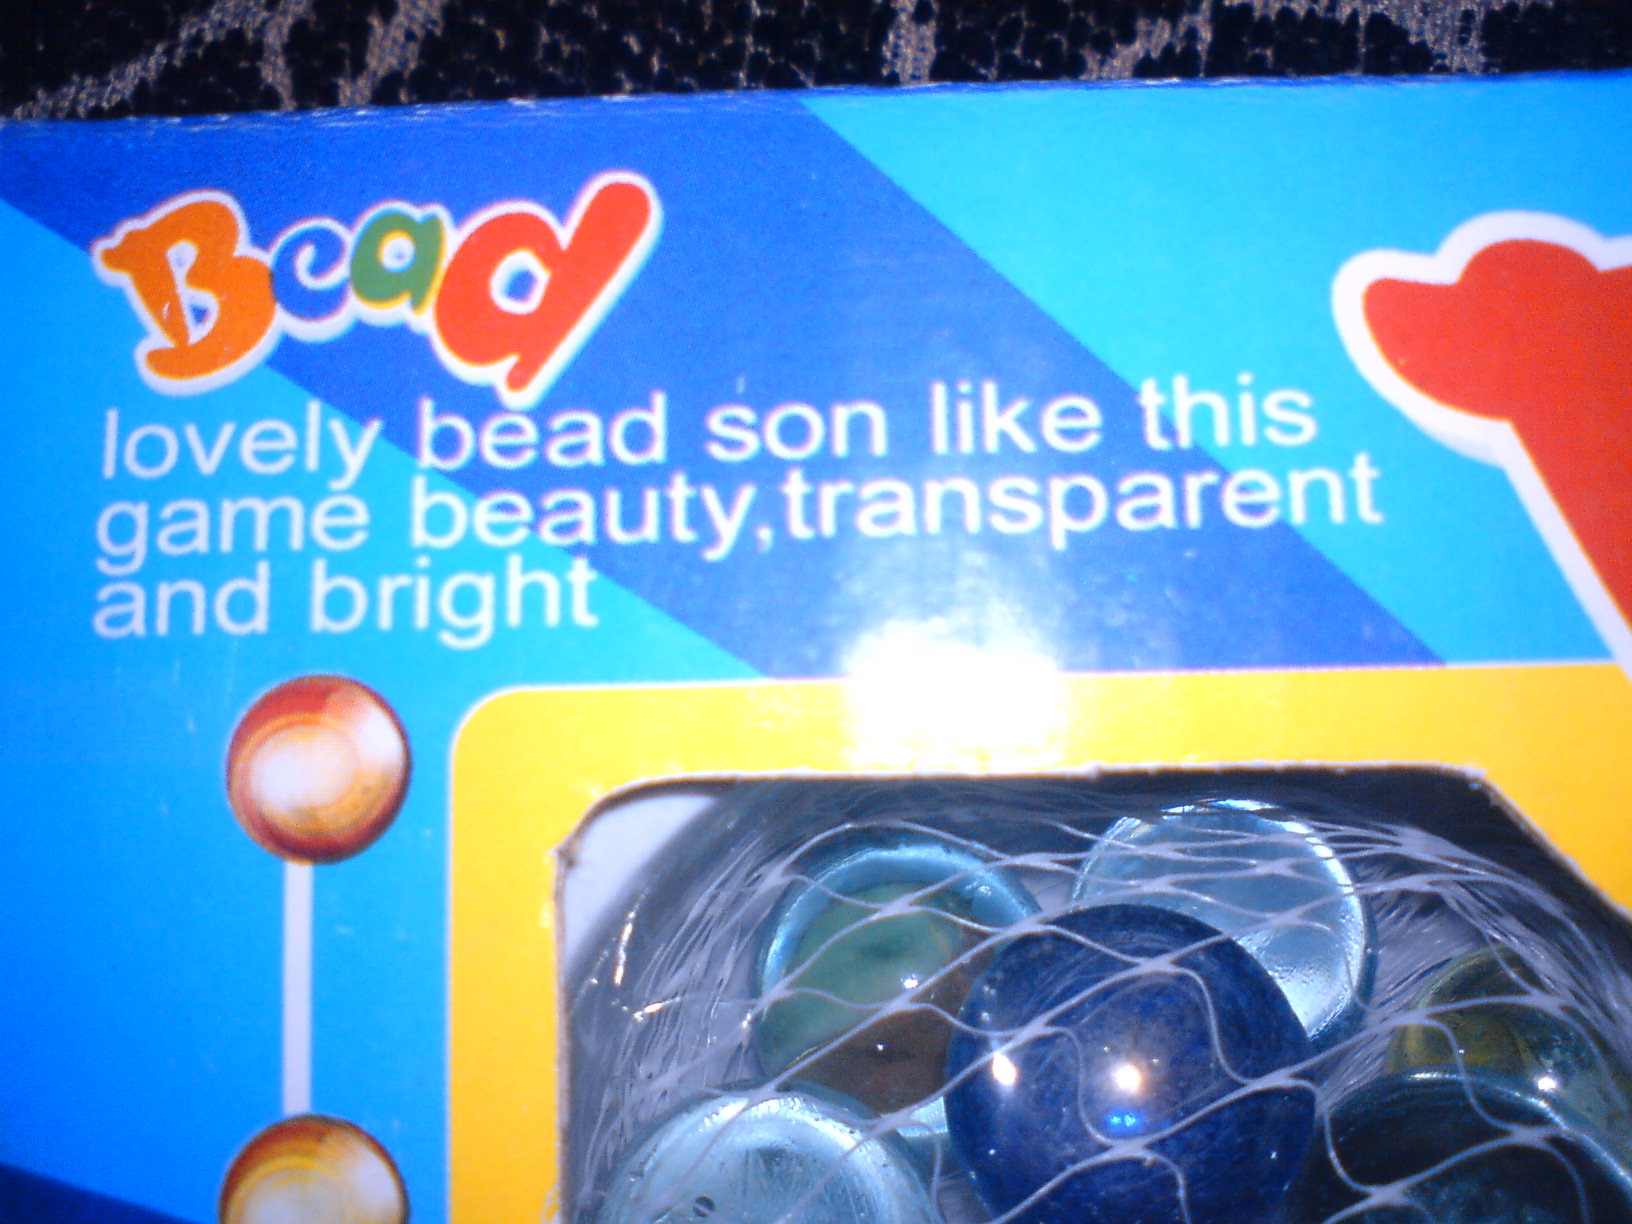 Bead
lovely bead son like this
game beauty,transparent
and bright